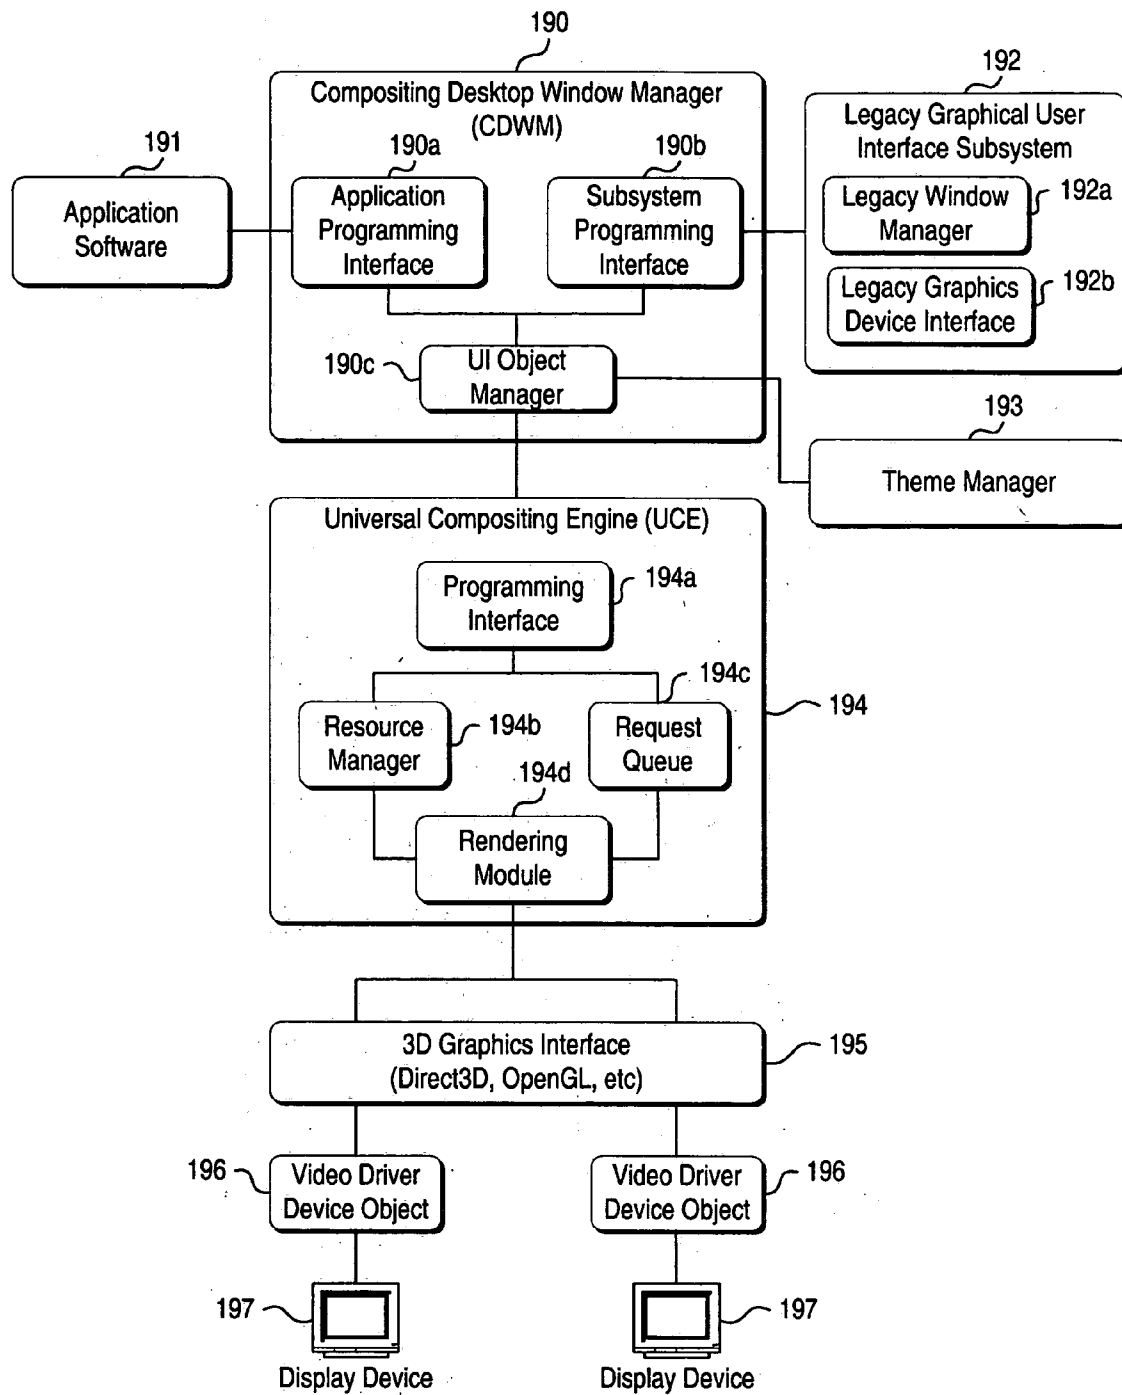 190
Compositing Desktop Window Manager
(CDWM)
192
Legacy Graphical User
Interface Subsystem
191
190a
190b
Application
Software
Application
Programming
Interface
Subsystem
Programming
Interface
Legacy Window
Manager
192a
Legacy Graphics
Device Interface
192b
190c
UI Object
Manager
193
Theme Manager
Universal Compositing Engine (UCE)
Programming
Interface
194a
194c
Resource
Manager
194b
Request
Queue
194
194d
Rendering
Module
3D Graphics Interface
(Direct3D, OpenGL, etc)
195
196
Video Driver
Device Object
Video Driver
Device Object
196
197
197
Display Device
Display Device